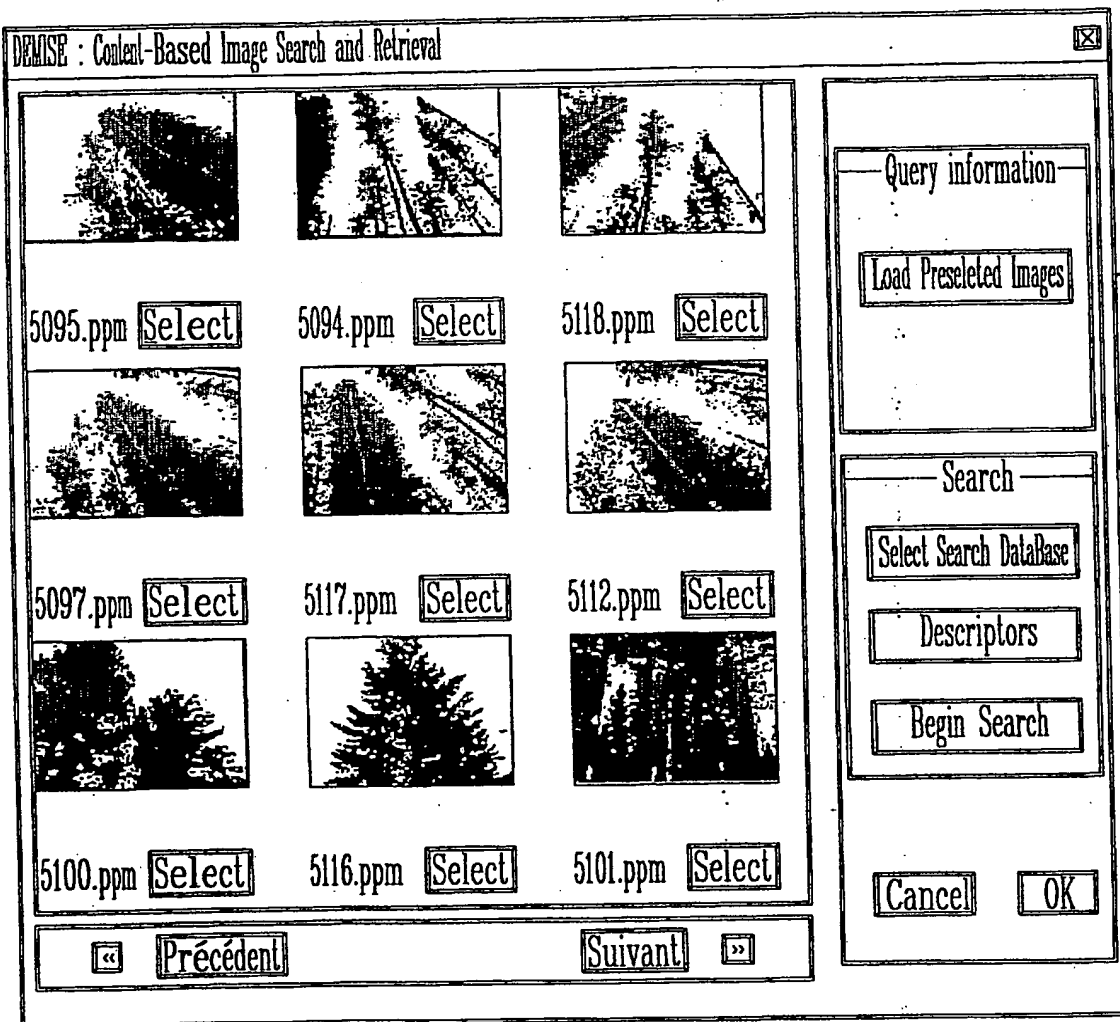 DEMISE : Content-Based Image Search and Retrieval
5095.ppm Select 5094.ppm Select 5118.ppm Select
5097.ppm Select 5117.ppm Select 5112.ppm Select
5100.ppm Select 5116.ppm Select 5101.ppm Select
« Précédent Suivant »
Query information
Load Preseleted Images
Search
Select Search DataBase
Descriptors
Begin Search
Cancel OK